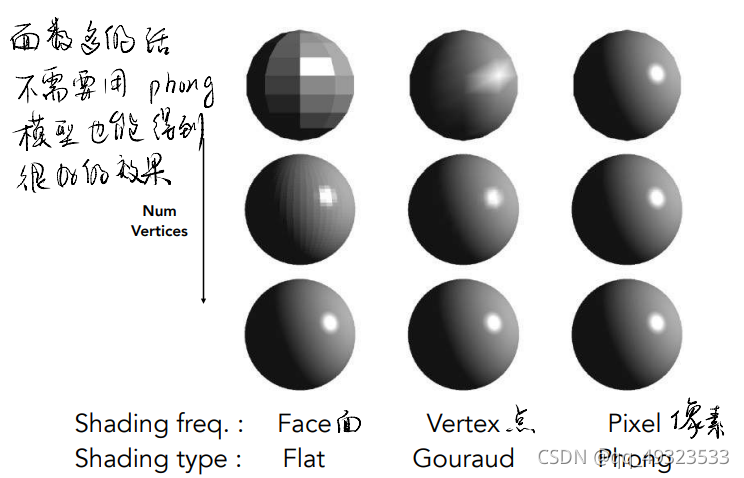 面数多的话
不需要用 phong
模型也能得到
很好的效果
Num
Vertices
Shading freq. : Face 面 Vertex 点 Pixel 像素
Shading type : Flat Gouraud Phong
CSDN @qq_49323533